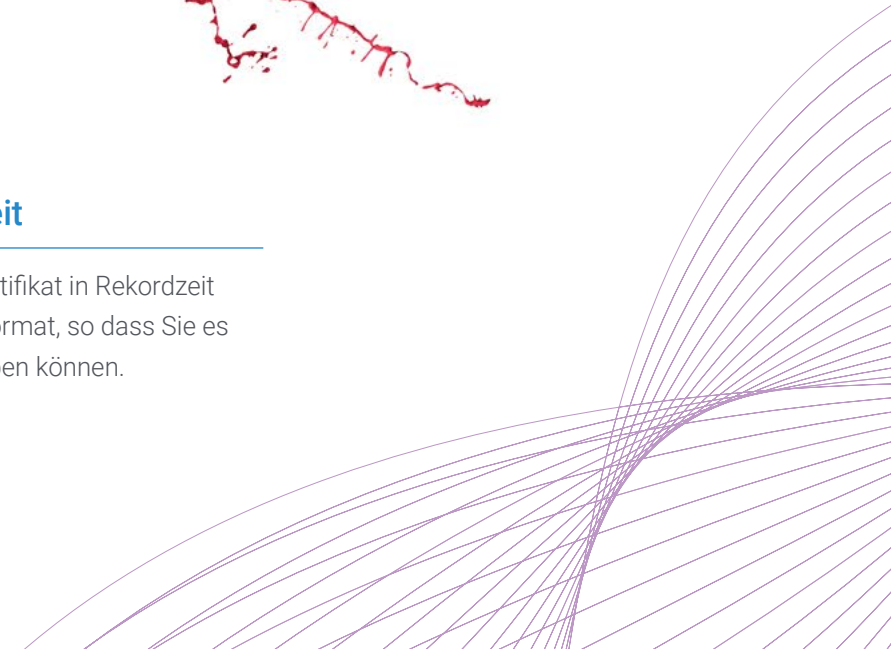 eit
tifikat in Rekordzeit
ormat, so dass Sie es
en können.